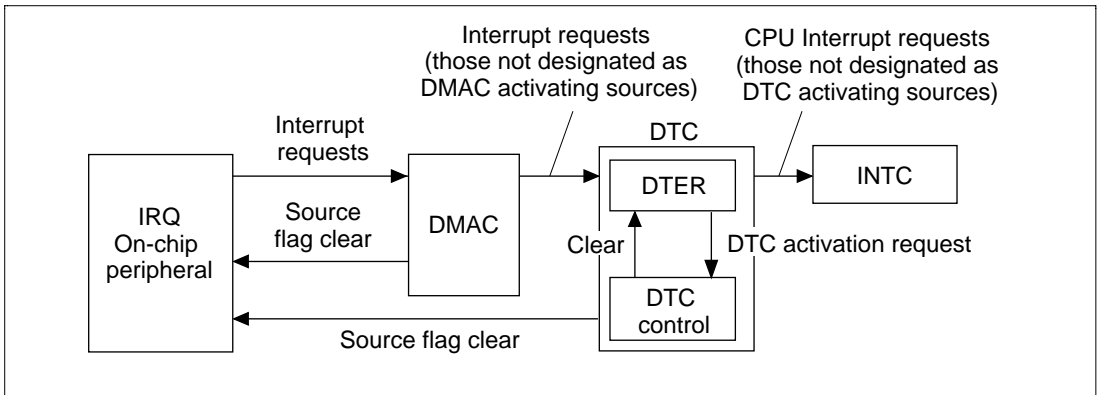 Interrupt requests
(those not designated as
DMAC activating sources)
CPU Interrupt requests
(those not designated as
DTC activating sources)
Interrupt
requests
DTC
IRQ
On-chip
peripheral
Source
flag clear
DMAC
DTER
INTC
Clear
DTC activation request
DTC
control
Source flag clear